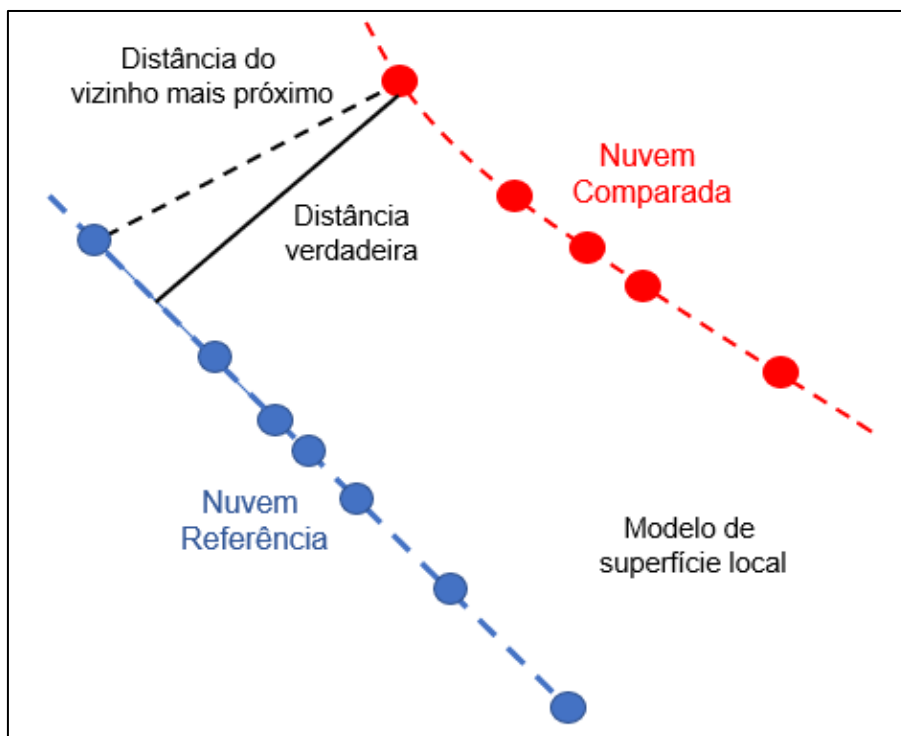 Distância do
vizinho mais próximo
Nuvem
Comparada
Distância
verdadeira
Nuvem
Referência
Modelo de
superfície local